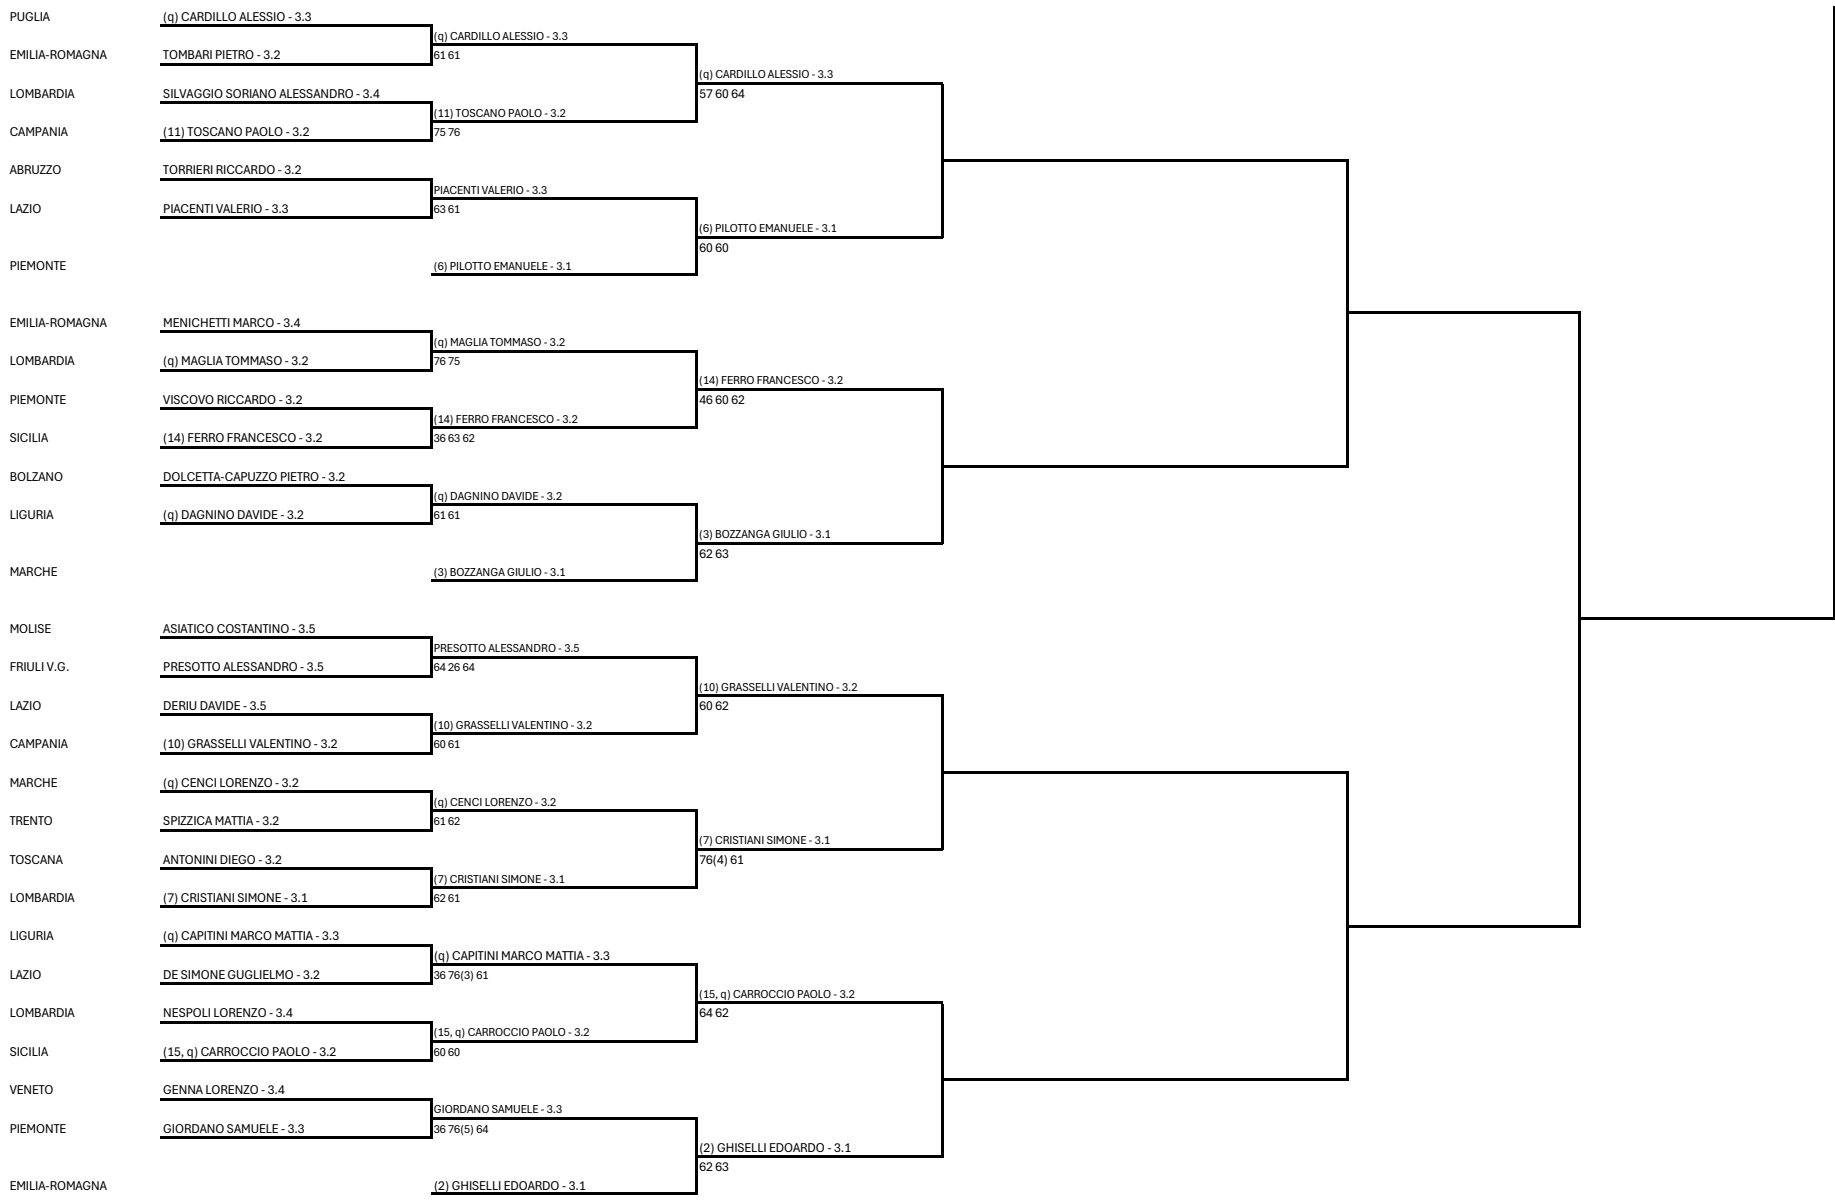 PUGLIA
(q) CARDILLO ALESSIO - 3.3
(q) CARDILLO ALESSIO - 3.3
EMILIA-ROMAGNA
TOMBARI PIETRO - 3.2
61 61
(q) CARDILLO ALESSIO - 3.3
LOMBARDIA
SILVAGGIO SORIANO ALESSANDRO - 3.4
57 60 64
(11) TOSCANO PAOLO - 3.2
CAMPANIA
(11) TOSCANO PAOLO - 3.2
75 76
ABRUZZO
TORRIERI RICCARDO - 3.2
PIACENTI VALERIO - 3.3
LAZIO
PIACENTI VALERIO - 3.3
63 61
(6) PILOTTO EMANUELE - 3.1
60 60
PIEMONTE
(6) PILOTTO EMANUELE - 3.1
EMILIA-ROMAGNA
MENICHETTI MARCO - 3.4
(q) MAGLIA TOMMASO - 3.2
LOMBARDIA
(q) MAGLIA TOMMASO - 3.2
76 75
(14) FERRO FRANCESCO - 3.2
PIEMONTE
VISCOVO RICCARDO - 3.2
46 60 62
(14) FERRO FRANCESCO - 3.2
SICILIA
(14) FERRO FRANCESCO - 3.2
36 63 62
BOLZANO
DOLCETTA-CAPUZZO PIETRO - 3.2
(q) DAGNINO DAVIDE - 3.2
LIGURIA
(q) DAGNINO DAVIDE - 3.2
61 61
(3) BOZZANGA GIULIO - 3.1
62 63
MARCHE
(3) BOZZANGA GIULIO - 3.1
MOLISE
ASIATICO COSTANTINO - 3.5
PRESOTTO ALESSANDRO - 3.5
FRIULI V.G.
PRESOTTO ALESSANDRO - 3.5
64 26 64
(10) GRASSELLI VALENTINO - 3.2
LAZIO
DERIU DAVIDE - 3.5
60 62
(10) GRASSELLI VALENTINO - 3.2
CAMPANIA
(10) GRASSELLI VALENTINO - 3.2
60 61
MARCHE
(q) CENCI LORENZO - 3.2
(q) CENCI LORENZO - 3.2
TRENTO
SPIZZICA MATTIA - 3.2
61 62
(7) CRISTIANI SIMONE - 3.1
TOSCANA
ANTONINI DIEGO - 3.2
76(4) 61
(7) CRISTIANI SIMONE - 3.1
LOMBARDIA
(7) CRISTIANI SIMONE - 3.1
62 61
LIGURIA
(q) CAPITINI MARCO MATTIA - 3.3
(q) CAPITINI MARCO MATTIA - 3.3
LAZIO
DE SIMONE GUGLIELMO - 3.2
36 76(3) 61
(15, q) CARROCCIO PAOLO - 3.2
LOMBARDIA
NESPOLI LORENZO - 3.4
64 62
(15, q) CARROCCIO PAOLO - 3.2
SICILIA
(15, q) CARROCCIO PAOLO - 3.2
60 60
VENETO
GENNA LORENZO - 3.4
GIORDANO SAMUELE - 3.3
PIEMONTE
GIORDANO SAMUELE - 3.3
36 76(5) 64
(2) GHISELLI EDOARDO - 3.1
62 63
EMILIA-ROMAGNA
(2) GHISELLI EDOARDO - 3.1